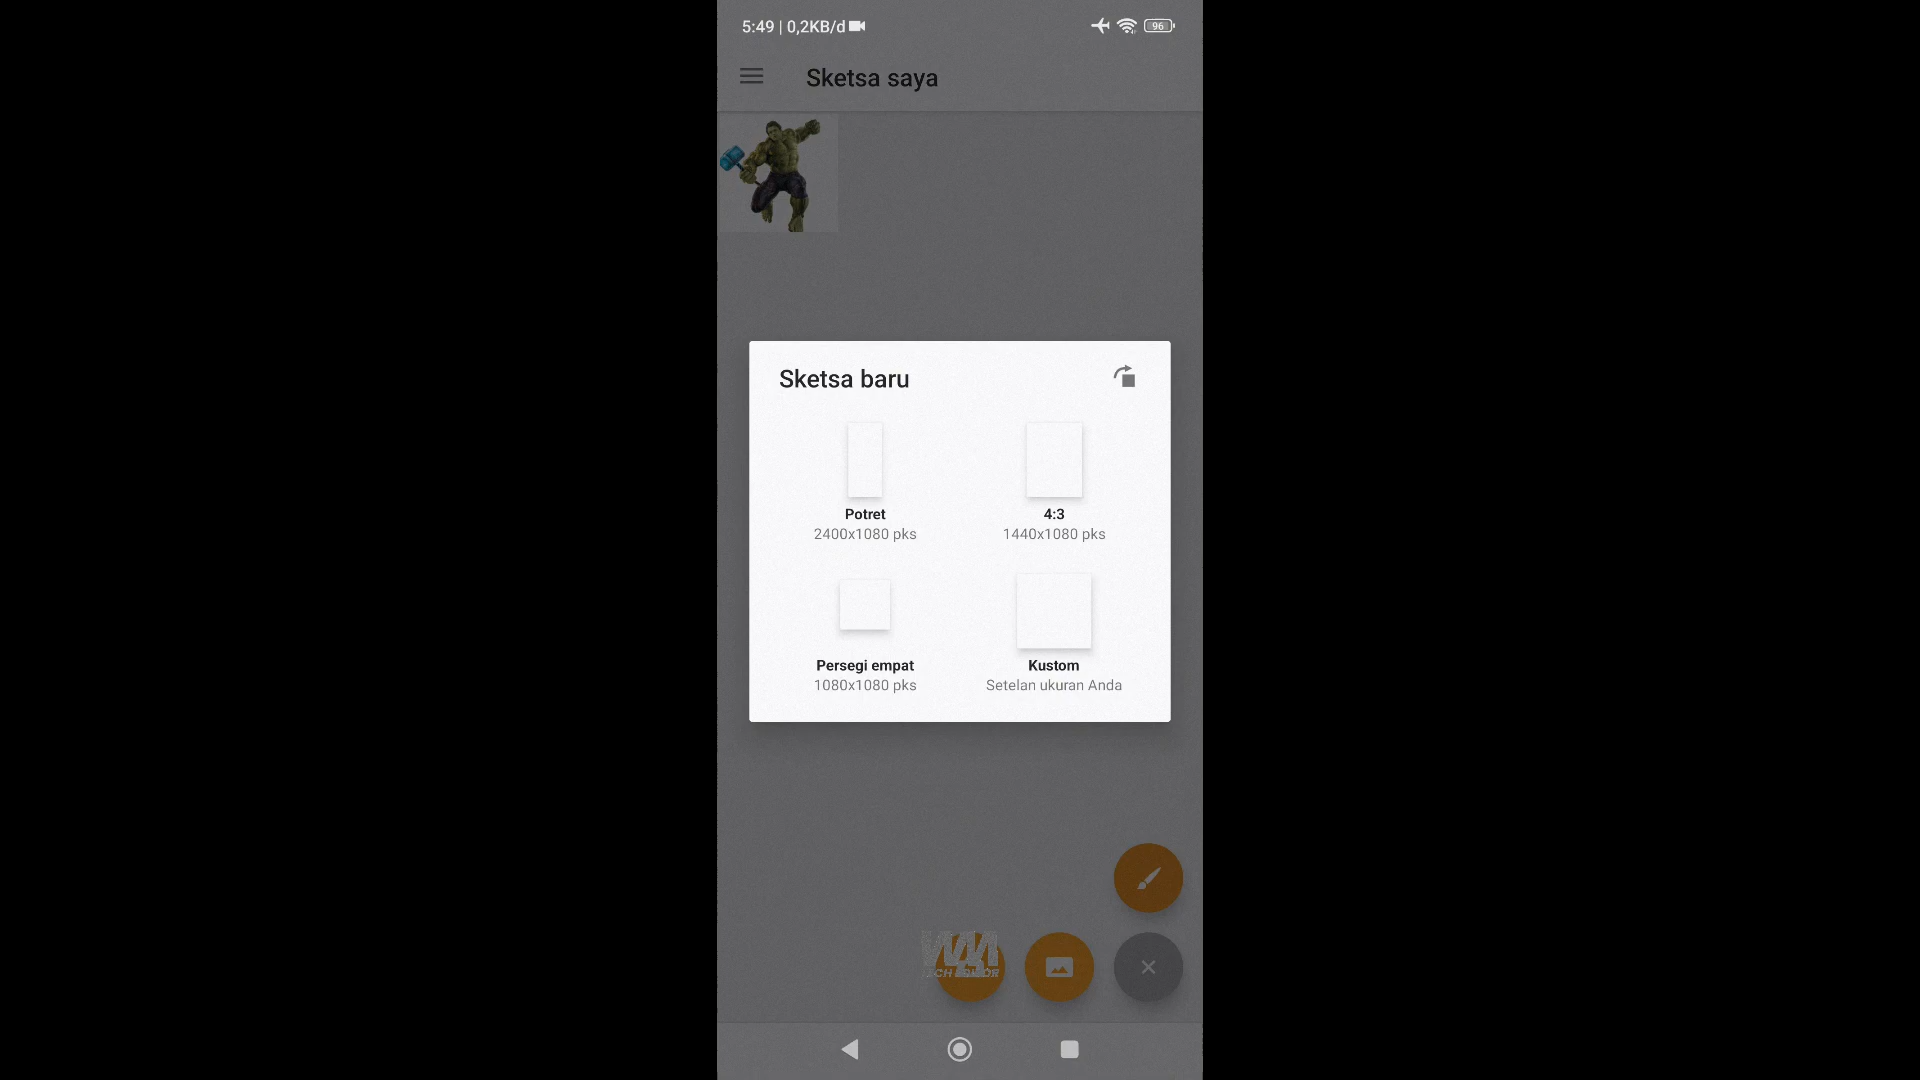 5:49 | 0,2KB/d
96
Sketsa saya
Sketsa baru
Potret
2400x1080 pks
4:3
1440x1080 pks
Persegi empat
1080x1080 pks
Kustom
Setelan ukuran Anda